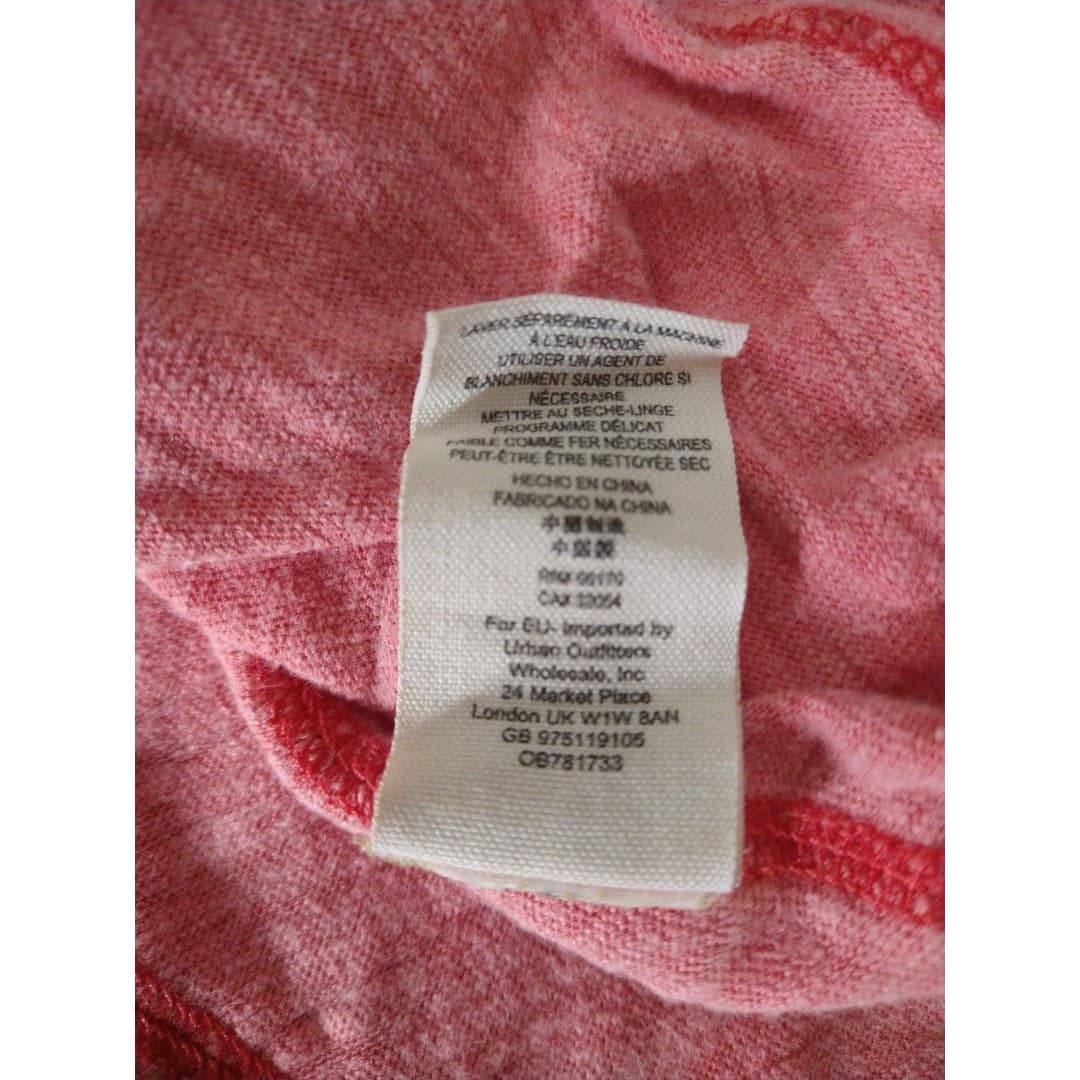 LAVER SÉPARÉMENT À LA MACHINE
À L'EAU FROIDE
UTILISER UN AGENT DE
BLANCHIMENT SANS CHLORE SI
NÉCESSAIRE
METTRE AU SÈCHE-LINGE
PROGRAMME DÉLICAT
FAIBLE COMME FER NÉCESSAIRES
PEUT-ÊTRE ÊTRE NETTOYÉE SEC
HECHO EN CHINA
FABRICADO NA CHINA
中國製造
中国製
RN# 66170
CA# 32054
For EU- Imported by
Urban Outfitters
Wholesale, Inc
24 Market Place
London UK W1W 8AN
GB 975119105
OB781733